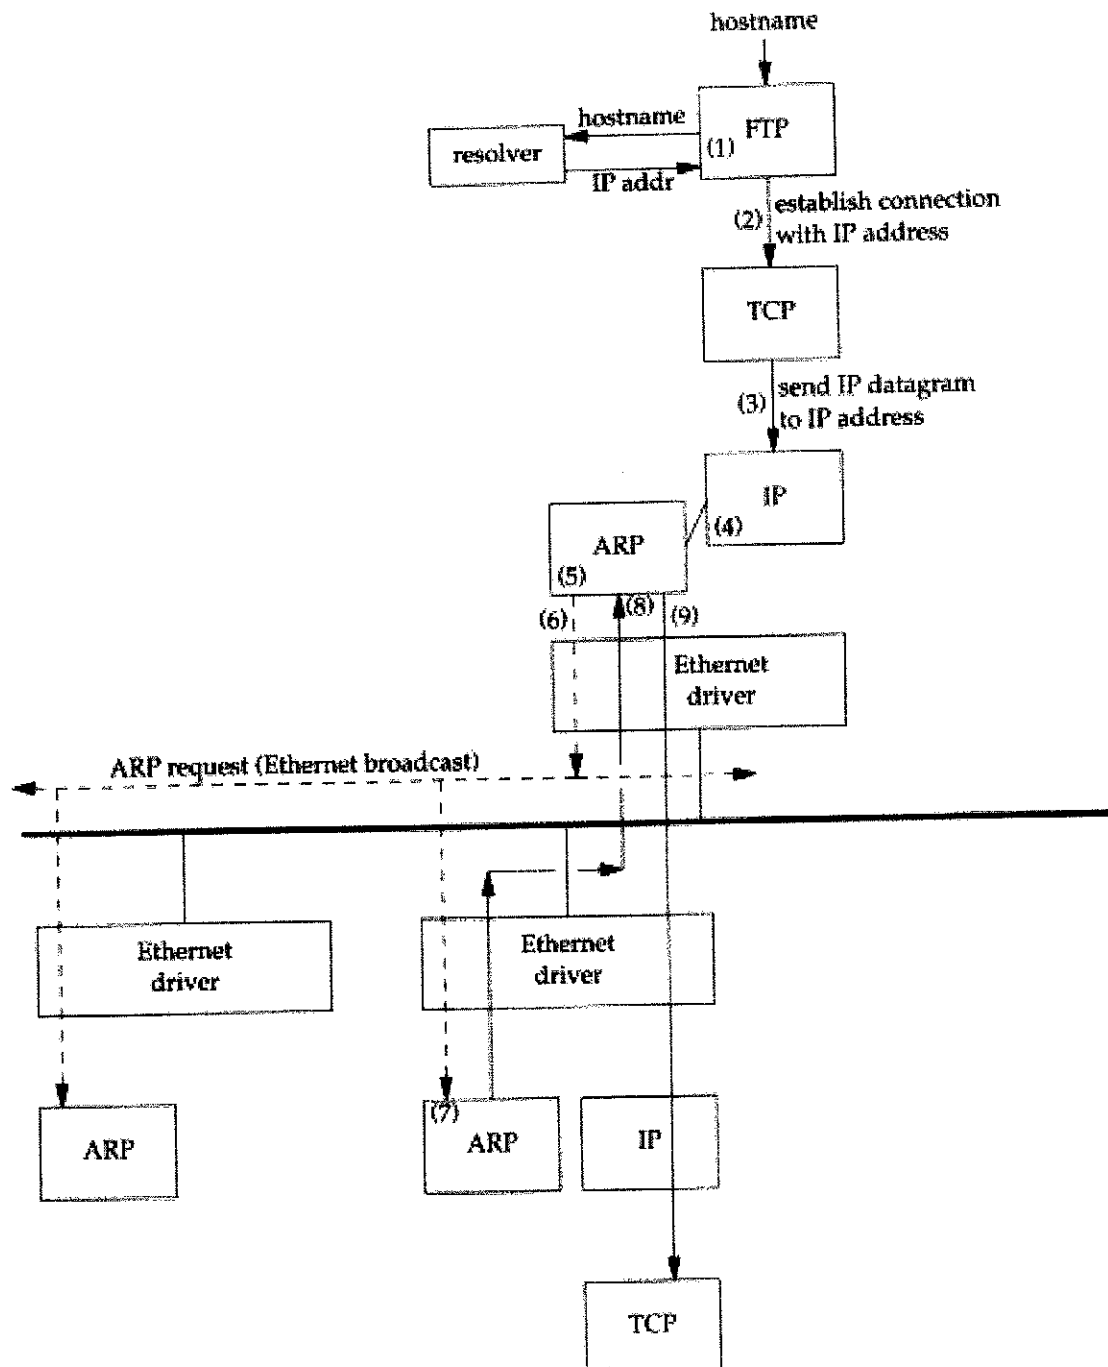 hostname
hostname
FTP
(1)
resolver
IP addr
(2)
establish connection
with IP address
TCP
(3)
send IP datagram
to IP address
IP
(4)
ARP
(5)
(6)
(8)
(9)
Ethernet
driver
ARP request (Ethernet broadcast)
Ethernet
driver
Ethernet
driver
ARP
(7)
ARP
IP
TCP